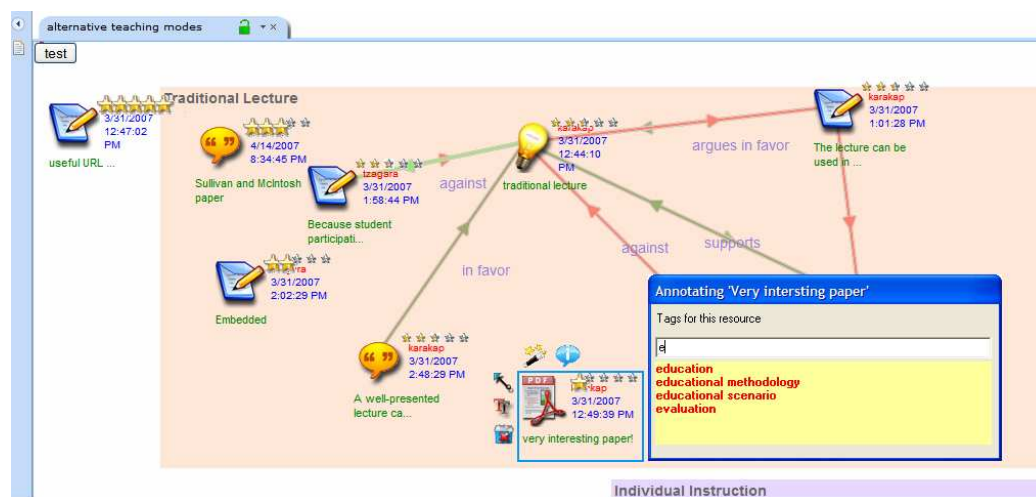 alternative teaching modes
test
Traditional Lecture
3/31/2007
12:47:02
PM
useful URL ...
4/14/2007
8:34:45 PM
Sullivan and McIntosh
paper
tzagara
3/31/2007
1:58:44 PM
Because student
participati...
against
karakap
3/31/2007
12:44:10
PM
traditional lecture
argues in favor
karakap
3/31/2007
1:01:28 PM
The lecture can be
used in ...
3/31/2007
2:02:29 PM
Embedded
in favor
against
supports
karakap
3/31/2007
2:48:29 PM
A well-presented
lecture ca...
PDF
3/31/2007
12:49:39 PM
very interesting paper!
Annotating 'Very intersting paper'
Tags for this resource
e
education
educational methodology
educational scenario
evaluation
Individual Instruction